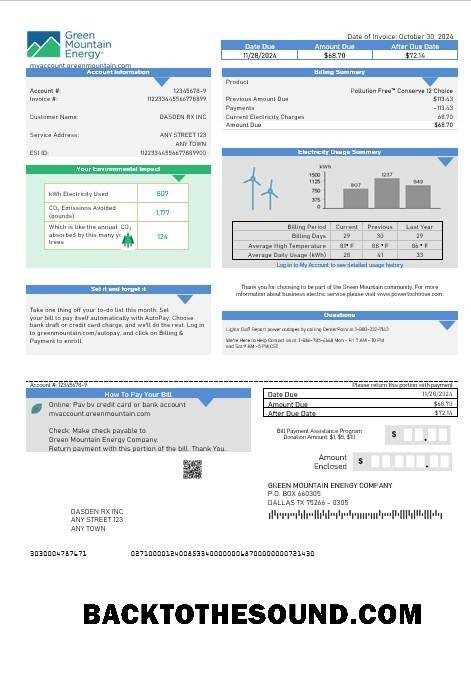 Green
Mountain
Energy
myaccount.greenmountain.com
Date of Invoice: October 30, 2024
Date Due Amount Due After Due Date
11/28/2024 $68.70 $72.14
Account Information
Account #: 12345678-9
Invoice #: 11223344556677889
Customer Name: DASDEN RX INC
Service Address: ANY STREET 123
ANY TOWN
ESI ID: 11223344556677889900
Billing Summary
Product
Pollution Free™ Conserve 12 Choice
Previous Amount Due $113.43
Payments -113.43
Current Electricity Charges 68.70
Amount Due $68.70
Your Environmental Impact
kWh Electricity Used 807
CO2 Emissions Avoided
(pounds) 1,177
Which is like the annual CO2
absorbed by this many
trees 124
Electricity Usage Summary
kWh
1500
1125
750
375
0
807
1237
949
Billing Period Current Previous Last Year
Billing Days 29 30 29
Average High Temperature 81° F 88 ° F 86 ° F
Average Daily Usage (kWh) 28 41 33
Log in to My Account to see detailed usage history
Set it and forget it
Take one thing off your to-do list this month. Set
your bill to pay itself automatically with AutoPay. Choose
bank draft or credit card charge, and we'll do the rest. Log in
to greenmountain.com/autopay, and click on Billing &
Payment to enroll.
Thank you for choosing to be part of the Green Mountain community. For more
information about business electric service please visit www.powertochoose.com.
Questions
Lights Out? Report power outages by calling CenterPoint at 1-800-332-7143
We're Here to Help Contact us at 1-866-785-4668 Mon - Fri 7 AM - 10 PM
and Sat 9 AM - 5 PM CST
Account #: 12345678-9
Please return this portion with payment
How To Pay Your Bill
Online: Pay by credit card or bank account
myaccount.greenmountain.com
Check: Make check payable to
Green Mountain Energy Company.
Return payment with this portion of the bill. Thank You.
Date Due 11/28/2024
Amount Due $68.70
After Due Date $72.14
Bill Payment Assistance Program
Donation Amount: $1, $5, $10
$
Amount
Enclosed $
GREEN MOUNTAIN ENERGY COMPANY
P.O. BOX 660305
DALLAS TX 75266 - 0305
DASDEN RX INC
ANY STREET 123
ANY TOWN
3030004787671
BACKTOTHESOUND.COM